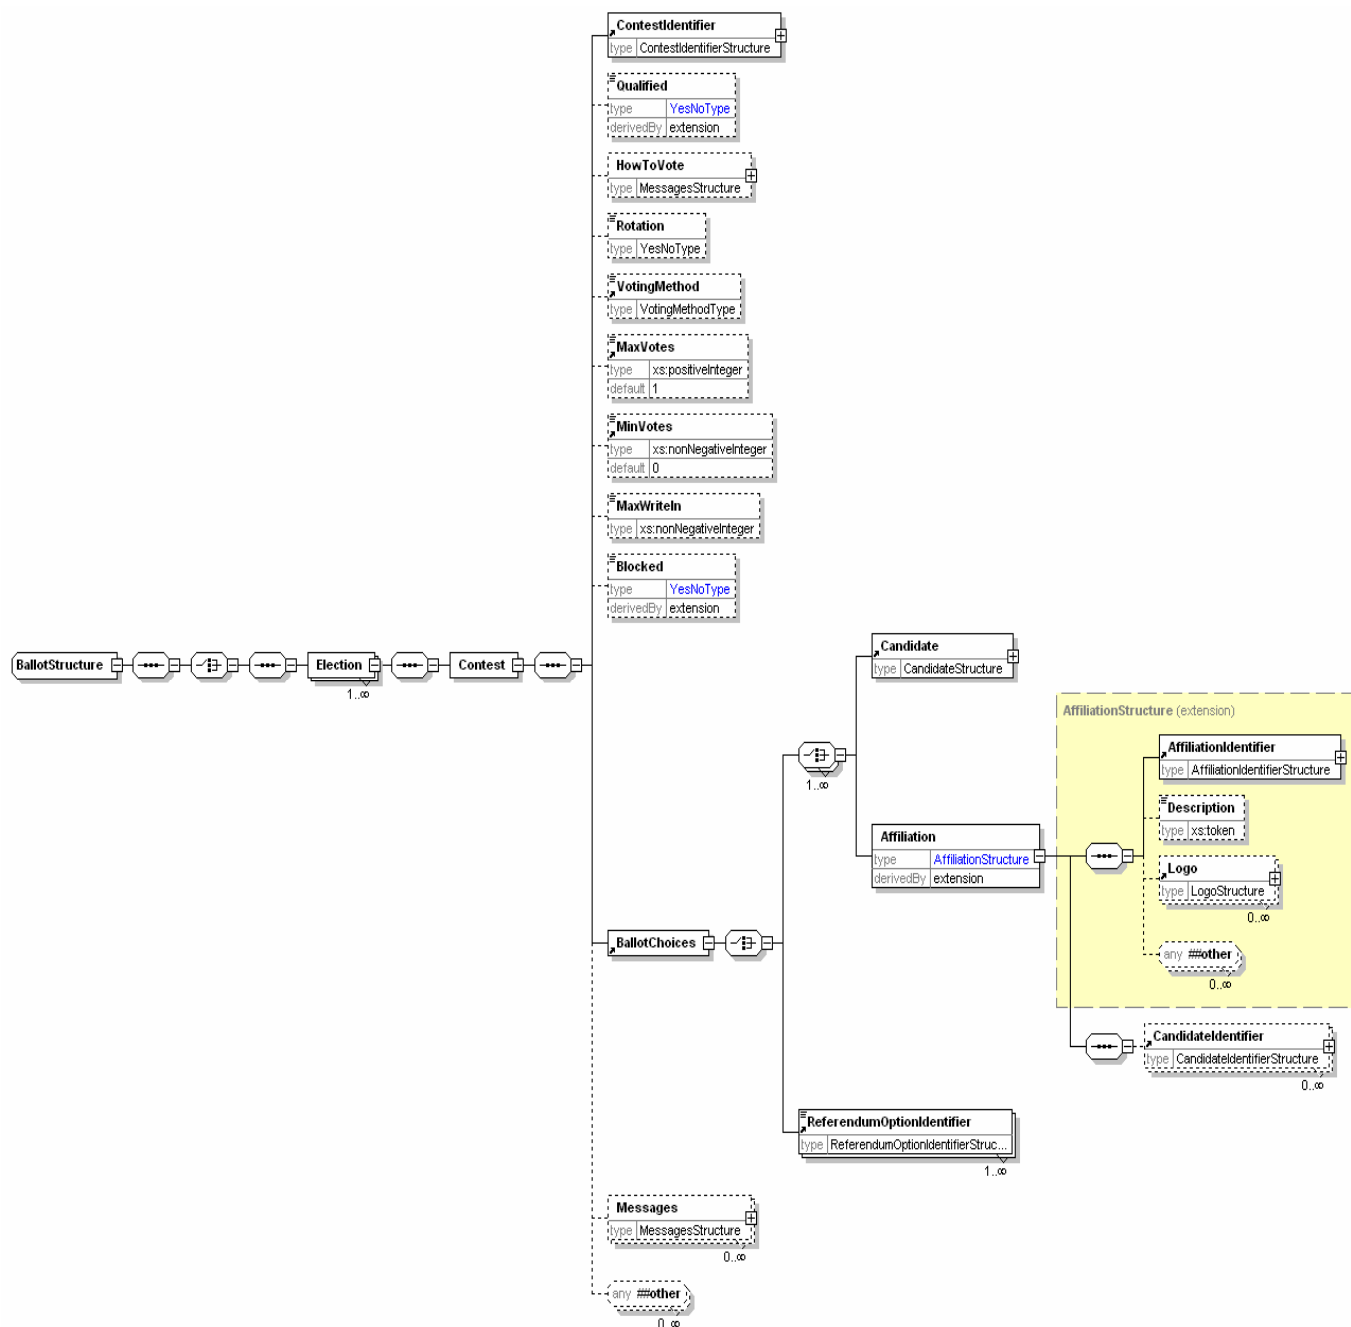 ContestIdentifier
type ContestIdentifierStructure
Qualified
type YesNoType
derivedBy extension
HowToVote
type MessagesStructure
Rotation
type YesNoType
VotingMethod
type VotingMethodType
MaxVotes
type xs:positiveInteger
default 1
MinVotes
type xs:nonNegativeInteger
default 0
MaxWriteIn
type xs:nonNegativeInteger
Blocked
type YesNoType
derivedBy extension
BallotStructure
Election
1..∞
Contest
Candidate
type CandidateStructure
1..∞
Affiliation
type AffiliationStructure
derivedBy extension
AffiliationStructure (extension)
AffiliationIdentifier
type AffiliationIdentifierStructure
Description
type xs:token
Logo
type LogoStructure
0..∞
any ##other
0..∞
BallotChoices
CandidateIdentifier
type CandidateIdentifierStructure
0..∞
ReferendumOptionIdentifier
type ReferendumOptionIdentifierStruc...
1..∞
Messages
type MessagesStructure
0..∞
any ##other
0..∞